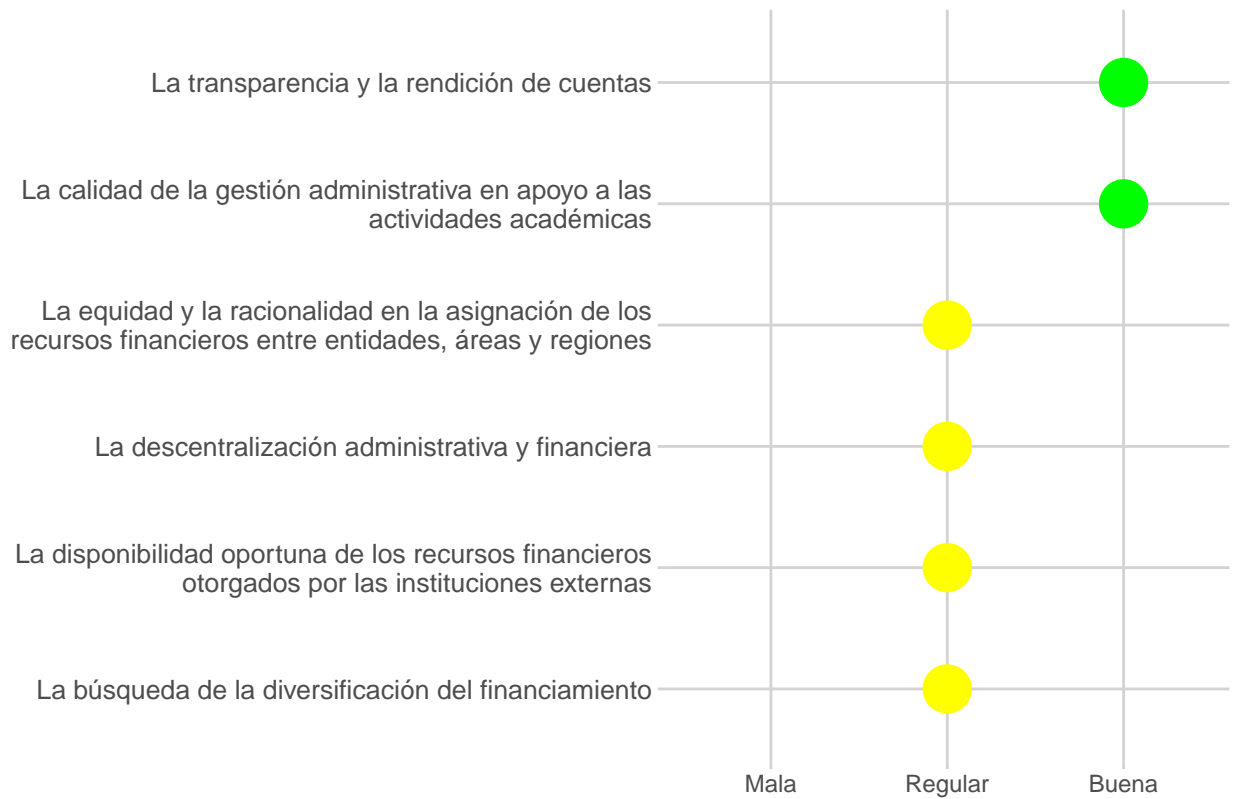 La transparencia y la rendición de cuentas
La calidad de la gestión administrativa en apoyo a las
actividades académicas
La equidad y la racionalidad en la asignación de los
recursos financieros entre entidades, áreas y regiones
La descentralización administrativa y financiera
La disponibilidad oportuna de los recursos financieros
otorgados por las instituciones externas
La búsqueda de la diversificación del financiamiento
Mala
Regular
Buena